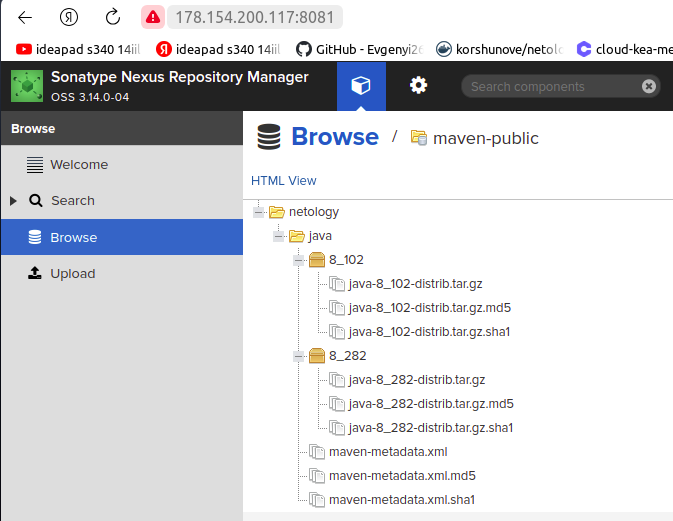 178.154.200.117:8081
ideapad s340 14iil
ideapad s340 14iil
GitHub - Evgenyi26
korshunove/netolo
cloud-kea-me
Sonatype Nexus Repository Manager
OSS 3.14.0-04
Search components
Browse
Welcome
Search
Browse
Upload
Browse / maven-public
HTML View
netology
java
8_102
java-8_102-distrib.tar.gz
java-8_102-distrib.tar.gz.md5
java-8_102-distrib.tar.gz.sha1
8_282
java-8_282-distrib.tar.gz
java-8_282-distrib.tar.gz.md5
java-8_282-distrib.tar.gz.sha1
maven-metadata.xml
maven-metadata.xml.md5
maven-metadata.xml.sha1